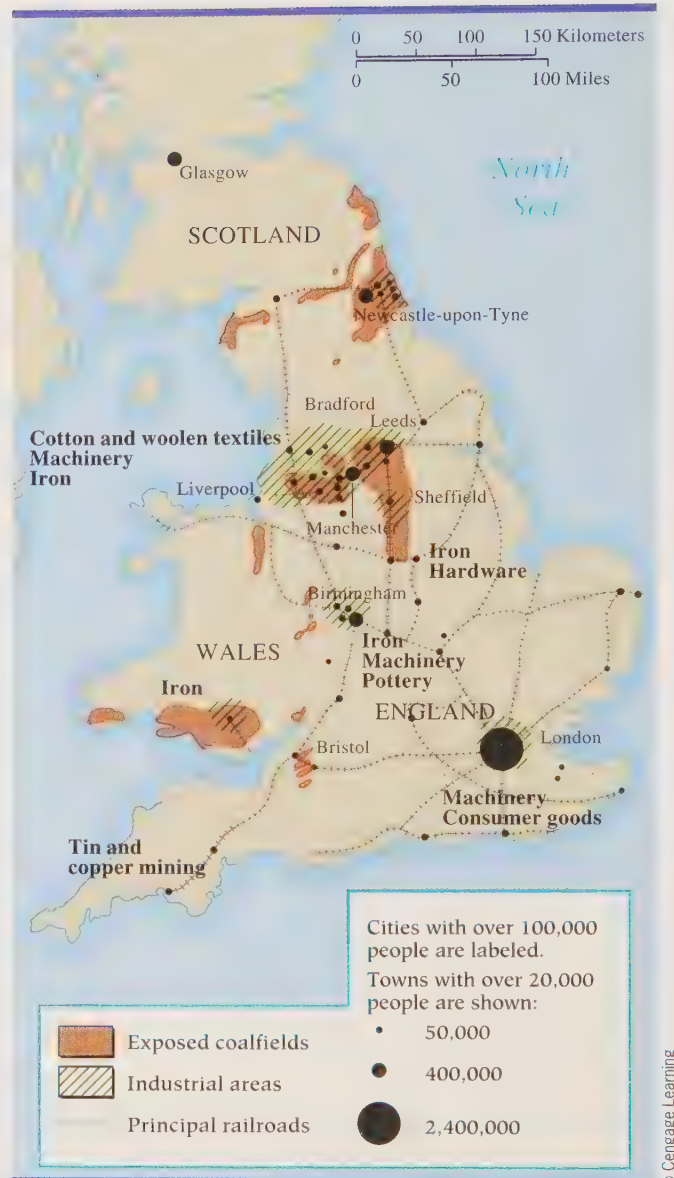 0 50 100 150 Kilometers
0 50 100 Miles
North
Sea
Glasgow
SCOTLAND
Newcastle-upon-Tyne
Bradford
Leeds
Cotton and woolen textiles
Machinery
Iron
Liverpool
Sheffield
Manchester
Iron
Hardware
Birmingham
WALES
Iron
Machinery
Pottery
Iron
ENGLAND
Bristol
London
Machinery
Consumer goods
Tin and
copper mining
Cities with over 100,000
people are labeled.
Towns with over 20,000
people are shown:
50,000
400,000
2,400,000
Exposed coalfields
Industrial areas
Principal railroads
© Cengage Learning